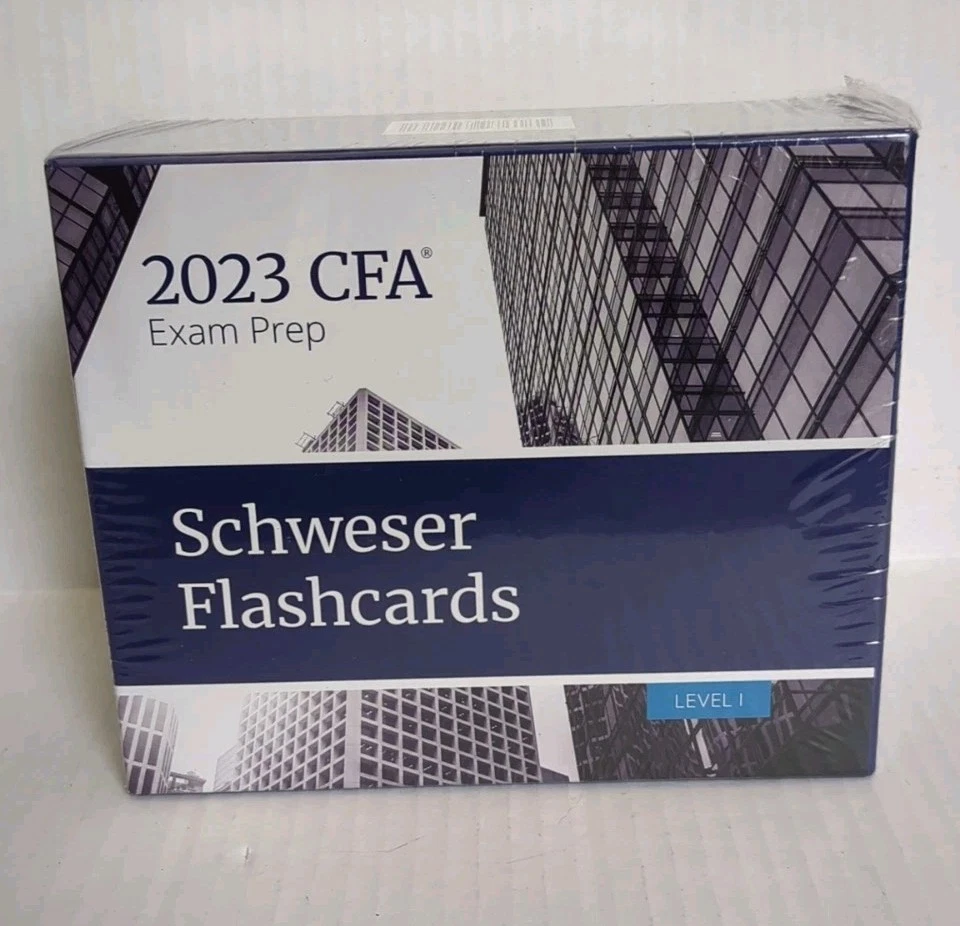 2023 CFA®
Exam Prep
Schweser
Flashcards
LEVEL I